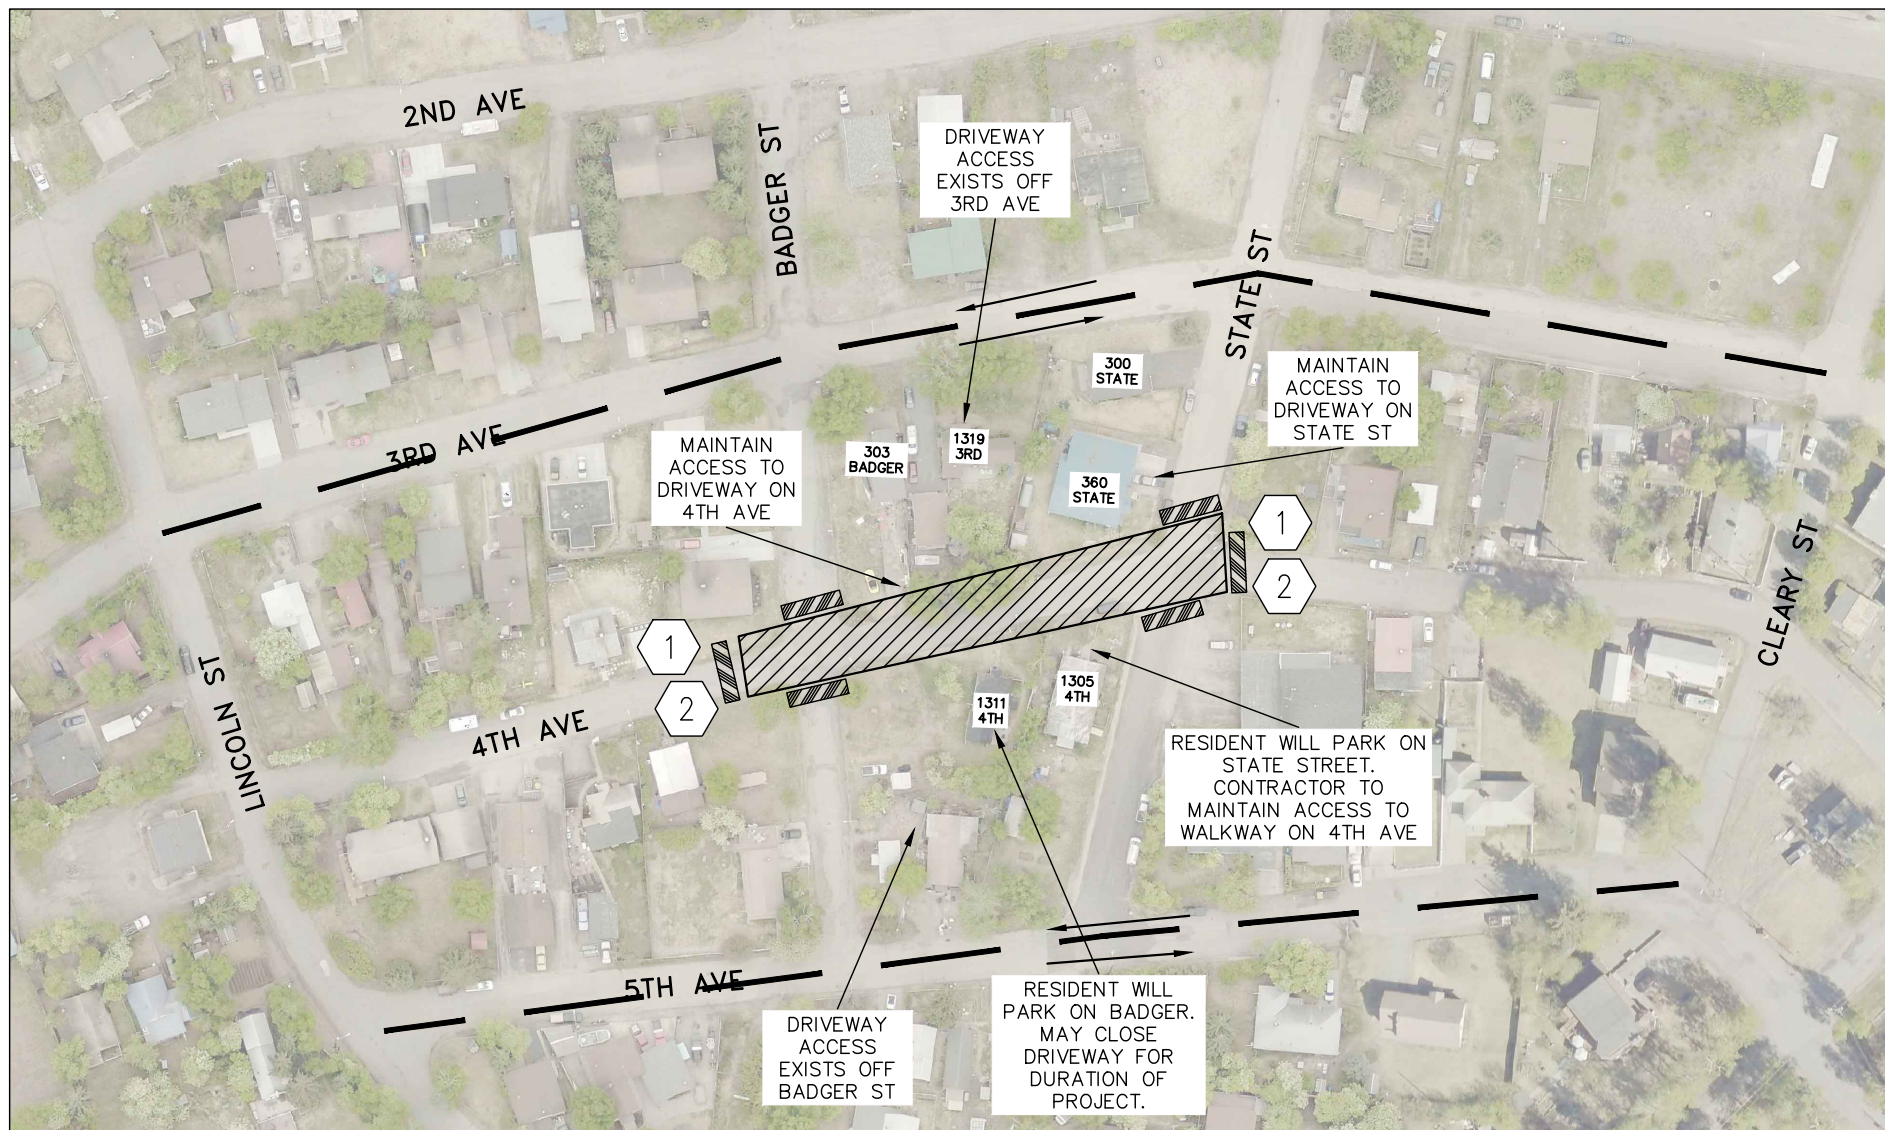 2ND AVE
BADGER ST
DRIVEWAY
ACCESS
EXISTS OFF
3RD AVE
STATE ST
300
STATE
MAINTAIN
ACCESS TO
DRIVEWAY ON
STATE ST
3RD AVE
MAINTAIN
ACCESS TO
DRIVEWAY ON
4TH AVE
303
BADGER
1319
3RD
360
STATE
1
2
CLEARY ST
1
2
LINCOLN ST
4TH AVE
1311
4TH
1305
4TH
RESIDENT WILL PARK ON
STATE STREET.
CONTRACTOR TO
MAINTAIN ACCESS TO
WALKWAY ON 4TH AVE
5TH AVE
DRIVEWAY
ACCESS
EXISTS OFF
BADGER ST
RESIDENT WILL
PARK ON BADGER.
MAY CLOSE
DRIVEWAY FOR
DURATION OF
PROJECT.